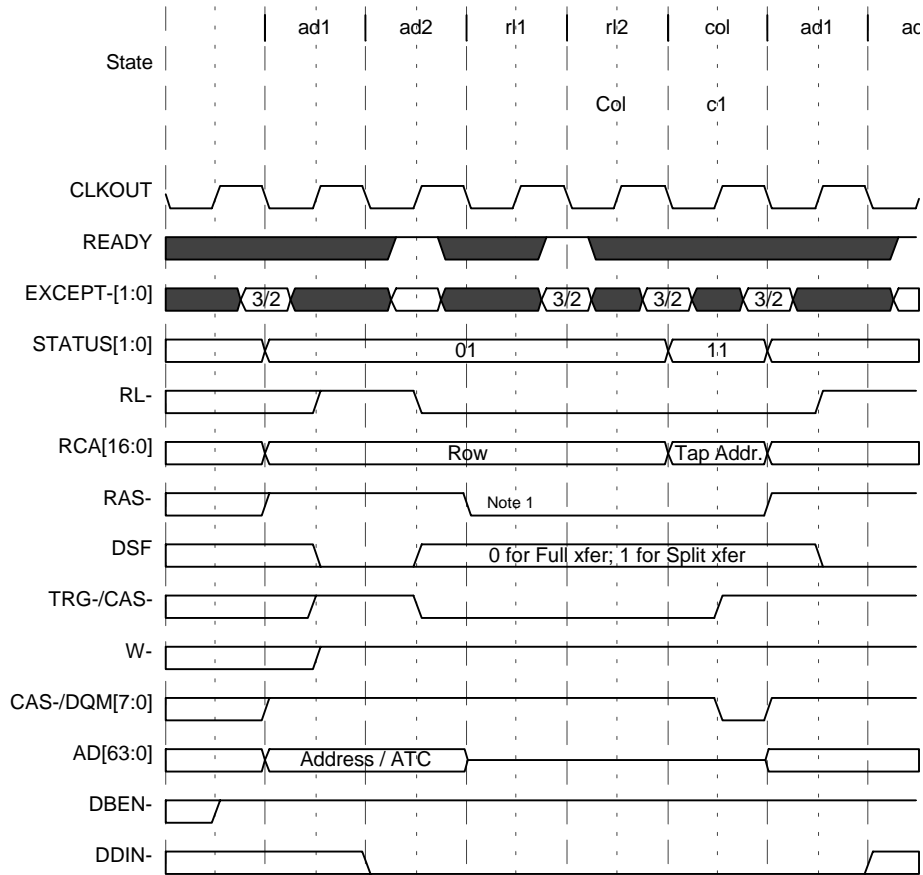 ad1 ad2 rl1 rl2 col ad1
State
Col c1
CLKOUT
READY
EXCEPT-[1:0] 3/2 3/2 3/2 3/2
STATUS[1:0] 01 11
RL-
RCA[16:0] Row Tap Addr.
RAS- Note 1
DSF 0 for Full xfer; 1 for Split xfer
TRG-/CAS-
W-
CAS-/DQM[7:0]
AD[63:0] Address / ATC
DBEN-
DDIN-